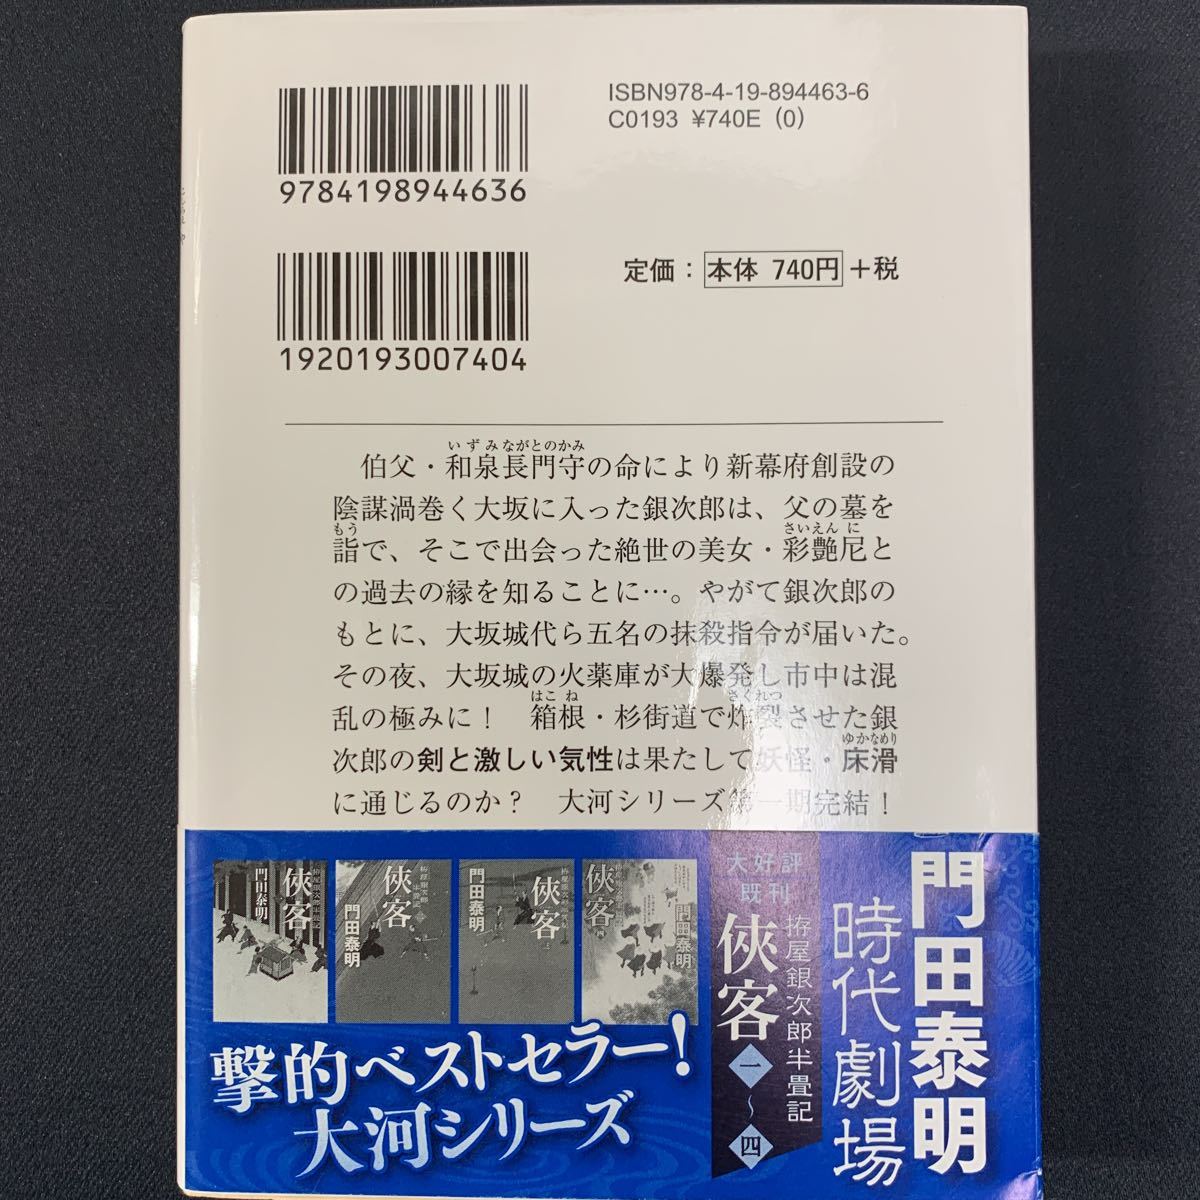 ISBN978-4-19-894463-6
C0193 ¥740E (0)
9784198944636
定価：本体 740円＋税
1920193007404
いずみながとのかみ
伯父・和泉長門守の命により新幕府創設の
陰謀渦巻く大坂に入った銀次郎は、父の墓を
もう さいえんに
詣で、そこで出会った絶世の美女・彩艶尼と
の過去の縁を知ることに…。やがて銀次郎の
もとに、大坂城代ら五名の抹殺指令が届いた。
その夜、大坂城の火薬庫が大爆発し市中は混
はこね さくれつ
乱の極みに！ 箱根・杉街道で炸裂させた銀
ゆかなめり
次郎の剣と激しい気性は果たして妖怪・床滑
に通じるのか？ 大河シリーズ第一期完結！
門田泰明
時代劇場
大好評
既刊
拵屋銀次郎半畳記
俠客 一～四
俠客
門田泰明
俠客
門田泰明
俠客
門田泰明
俠客
門田泰明
撃的ベストセラー！
大河シリーズ